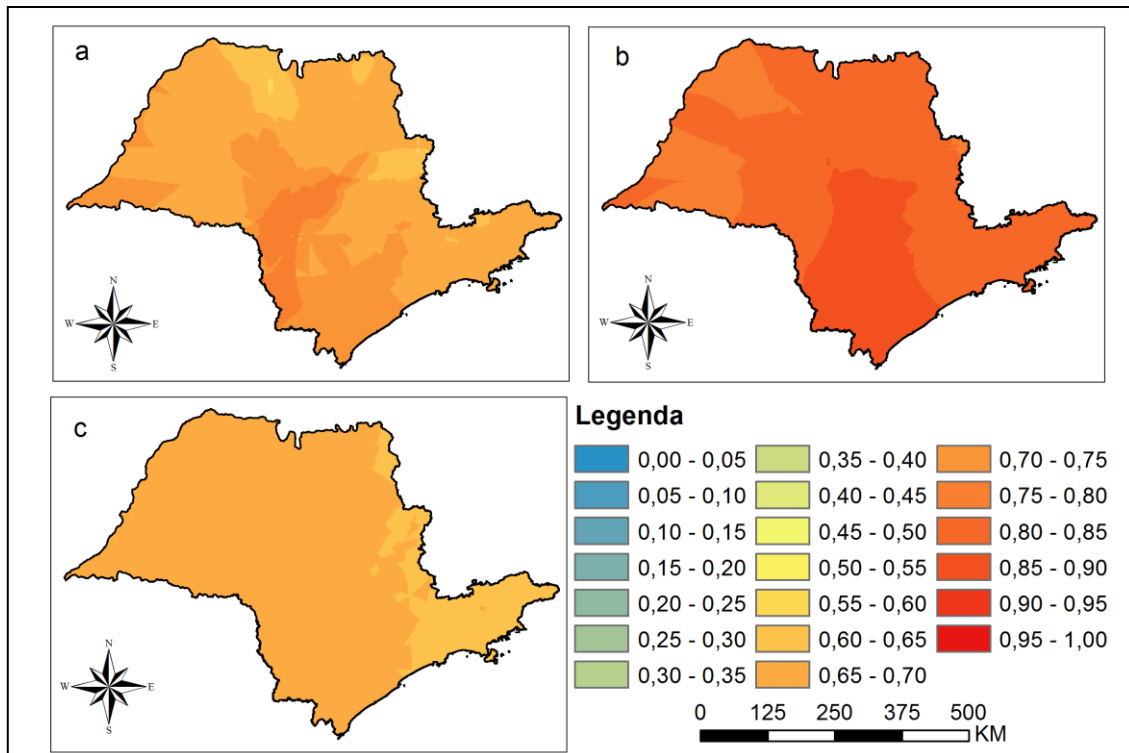 a
N
W E
S
b
N
W E
S
c
N
W E
S
Legenda
0,00 - 0,05
0,05 - 0,10
0,10 - 0,15
0,15 - 0,20
0,20 - 0,25
0,25 - 0,30
0,30 - 0,35
0,35 - 0,40
0,40 - 0,45
0,45 - 0,50
0,50 - 0,55
0,55 - 0,60
0,60 - 0,65
0,65 - 0,70
0,70 - 0,75
0,75 - 0,80
0,80 - 0,85
0,85 - 0,90
0,90 - 0,95
0,95 - 1,00
0 125 250 375 500
KM